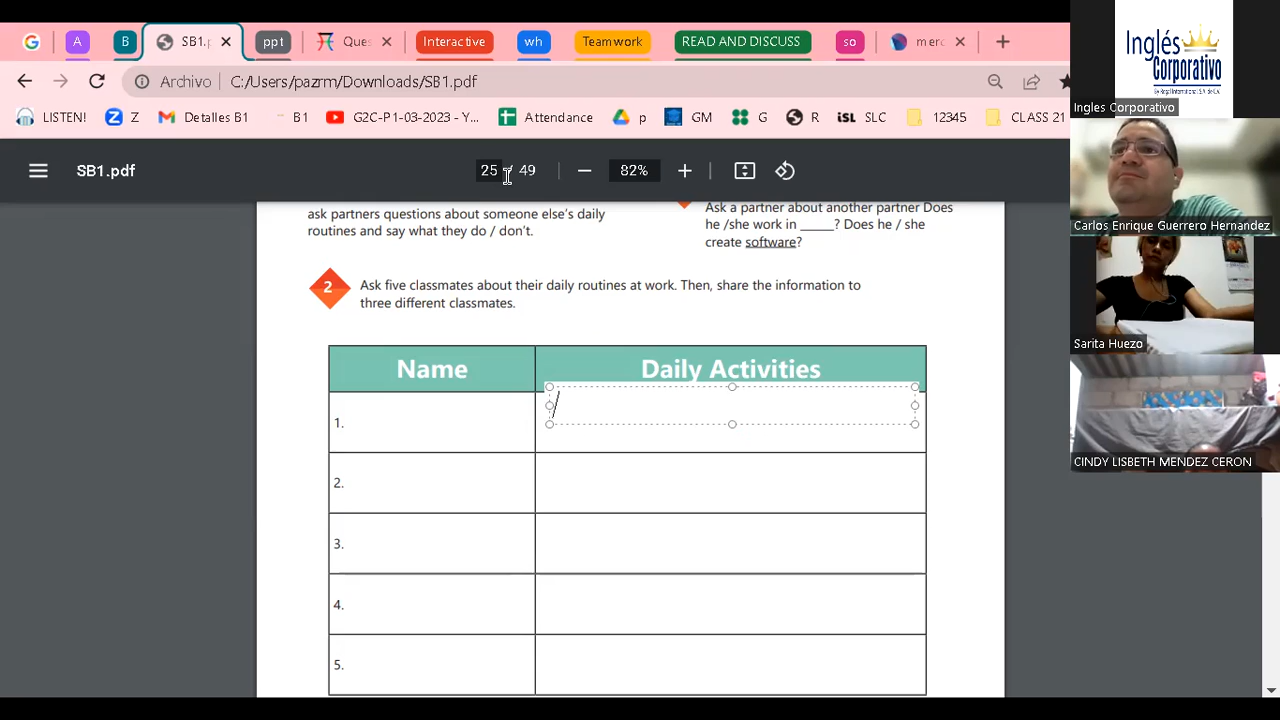 A
B
SB1.p
ppt
Ques
Interactive
wh
Teamwork
READ AND DISCUSS
so
merc
Archivo
C:/Users/pazrm/Downloads/SB1.pdf
LISTEN!
Z
Detalles B1
B1
G2C-P1-03-2023 - Y...
Attendance
p
GM
G
R
iSL
SLC
12345
CLASS 21
SB1.pdf
25 / 49
82%
ask partners questions about someone else's daily
routines and say what they do / don't.
Ask a partner about another partner Does
he /she work in _____? Does he / she
create software?
2
Ask five classmates about their daily routines at work. Then, share the information to
three different classmates.
Name
Daily Activities
/
1.
2.
3.
4.
5.
Inglés
Corporativo
Ingles Corporativo
Carlos Enrique Guerrero Hernandez
Sarita Huezo
CINDY LISBETH MENDEZ CERON